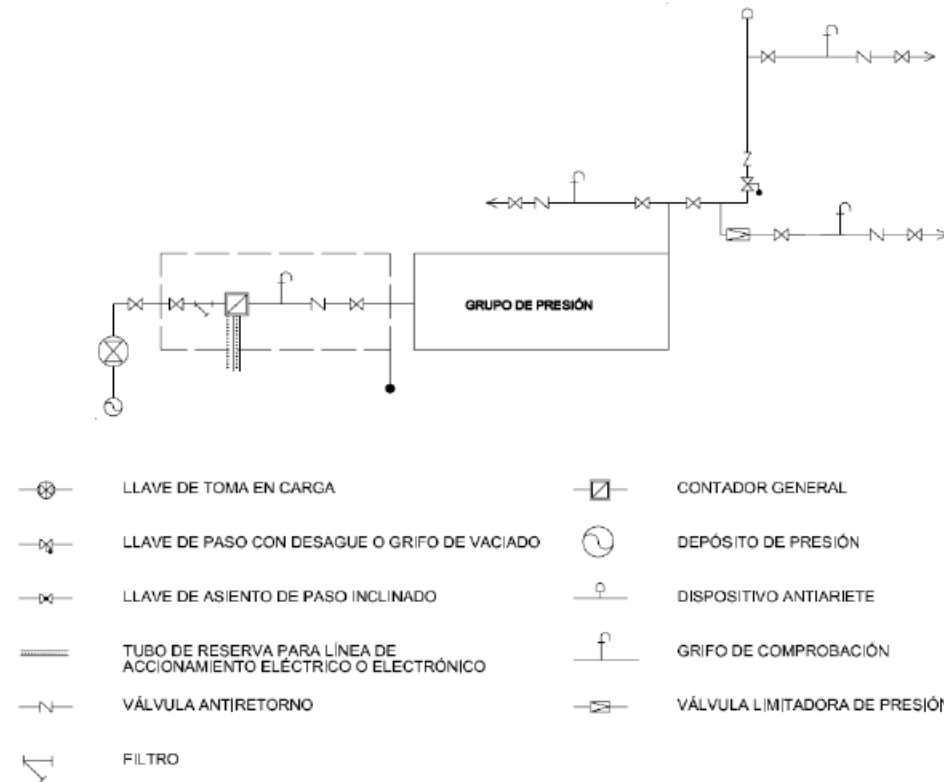 GRUPO DE PRESIÓN
LLAVE DE TOMA EN CARGA
LLAVE DE PASO CON DESAGUE O GRIFO DE VACIADO
LLAVE DE ASIENTO DE PASO INCLINADO
TUBO DE RESERVA PARA LÍNEA DE
ACCIONAMIENTO ELÉCTRICO O ELECTRÓNICO
VÁLVULA ANTIRETORNO
FILTRO
CONTADOR GENERAL
DEPÓSITO DE PRESIÓN
DISPOSITIVO ANTIARIETE
GRIFO DE COMPROBACIÓN
VÁLVULA LIMITADORA DE PRESIÓN